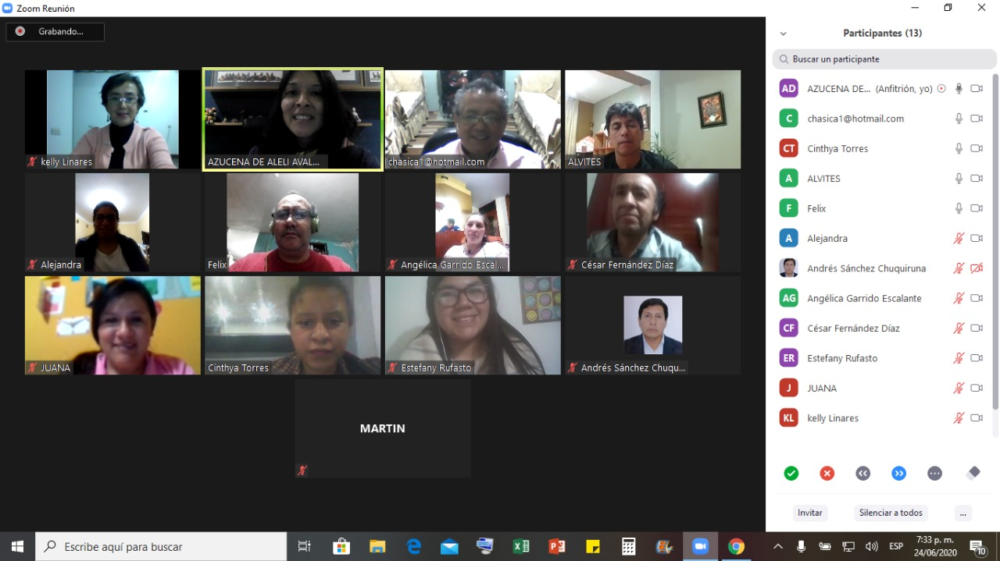 Zoom Reunión
Grabando...
kelly Linares
AZUCENA DE ALELI AVAL...
chasica1@hotmail.com
ALVITES
Alejandra
Felix
Angélica Garrido Escal...
César Fernández Díaz
JUANA
Cinthya Torres
Estefany Rufasto
Andrés Sánchez Chuqu...
MARTIN
Participantes (13)
Buscar un participante
AD AZUCENA DE... (Anfitrión, yo)
C chasica1@hotmail.com
CT Cinthya Torres
A ALVITES
F Felix
A Alejandra
Andrés Sánchez Chuquiruna
AG Angélica Garrido Escalante
CF César Fernández Díaz
ER Estefany Rufasto
J JUANA
KL kelly Linares
Invitar Silenciar a todos ...
Escribe aquí para buscar
ESP
7:33 p. m.
24/06/2020
10